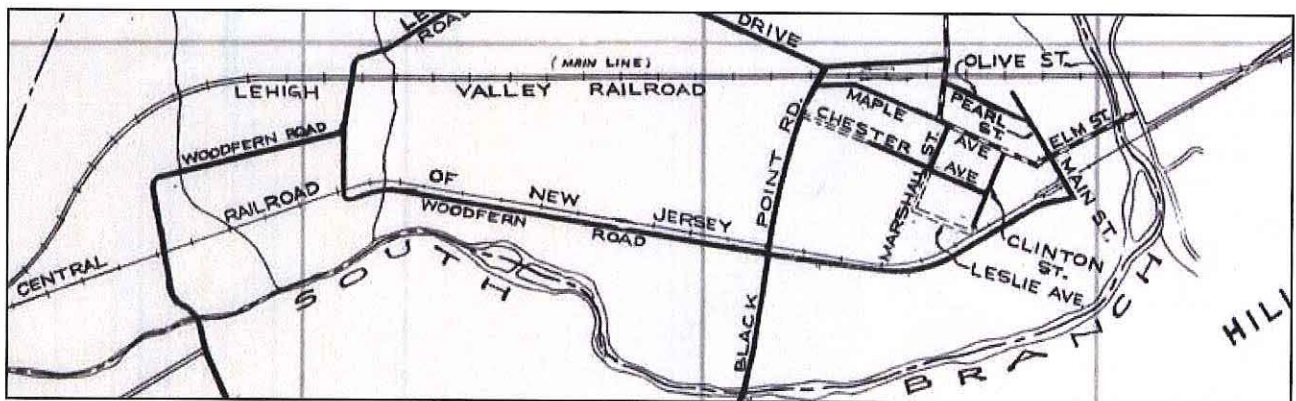 LE
ROAD
DRIVE
(MAIN LINE)
LEHIGH VALLEY RAILROAD
OLIVE ST.
PEARL ST.
MAPLE AVE
CHESTER AVE
ELM ST.
MAIN ST.
WOODFERN ROAD
BLACK POINT RD.
MARSHALL ST.
CENTRAL RAILROAD OF NEW JERSEY
WOODFERN ROAD
CLINTON ST.
LESLIE AVE.
SOUTH BRANCH
HILL